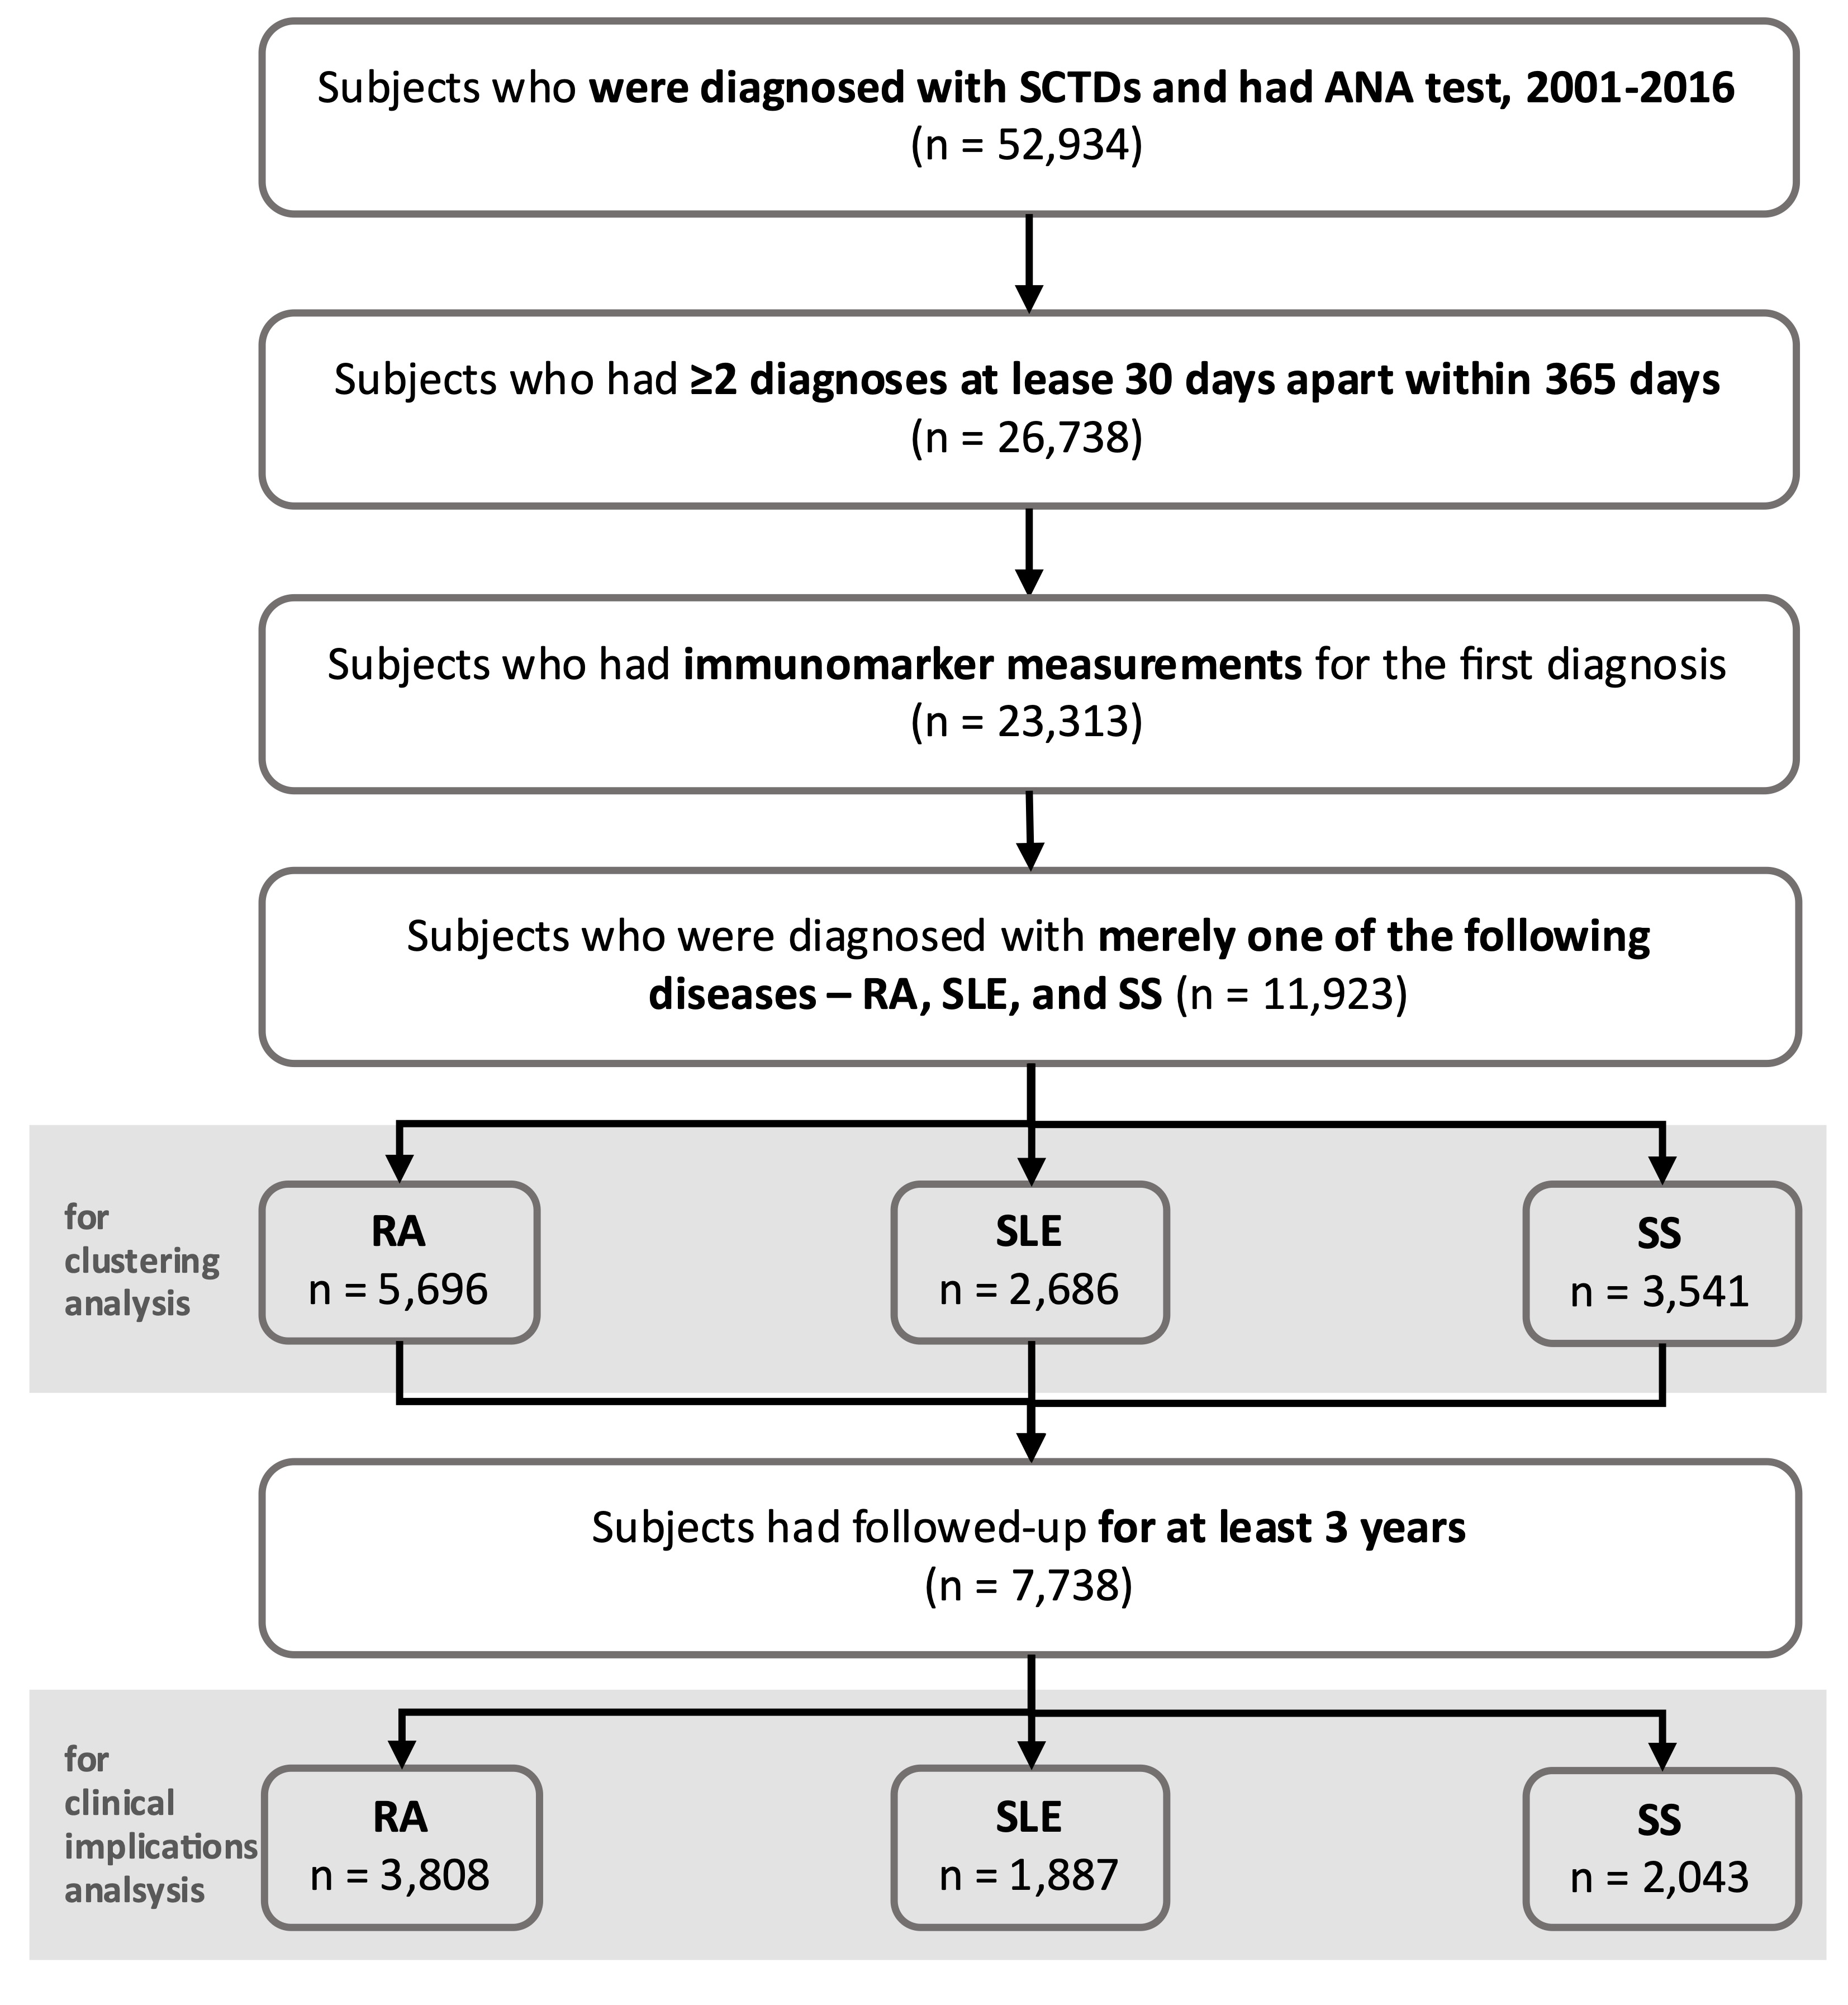 Subjects who were diagnosed with SCTDs and had ANA test, 2001-2016
(n = 52,934)
Subjects who had ≥2 diagnoses at lease 30 days apart within 365 days
(n = 26,738)
Subjects who had immunomarker measurements for the first diagnosis
(n = 23,313)
Subjects who were diagnosed with merely one of the following
diseases – RA, SLE, and SS (n = 11,923)
for
clustering
analysis
RA
n = 5,696
SLE
n = 2,686
SS
n = 3,541
Subjects had followed-up for at least 3 years
(n = 7,738)
for
clinical
implications
analsysis
RA
n = 3,808
SLE
n = 1,887
SS
n = 2,043